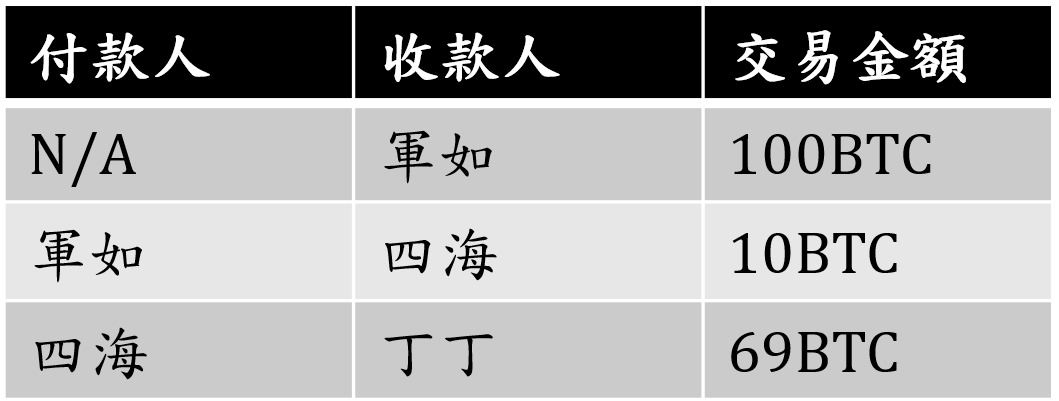 付款人 收款人 交易金額
N/A 軍如 100BTC
軍如 四海 10BTC
四海 丁丁 69BTC